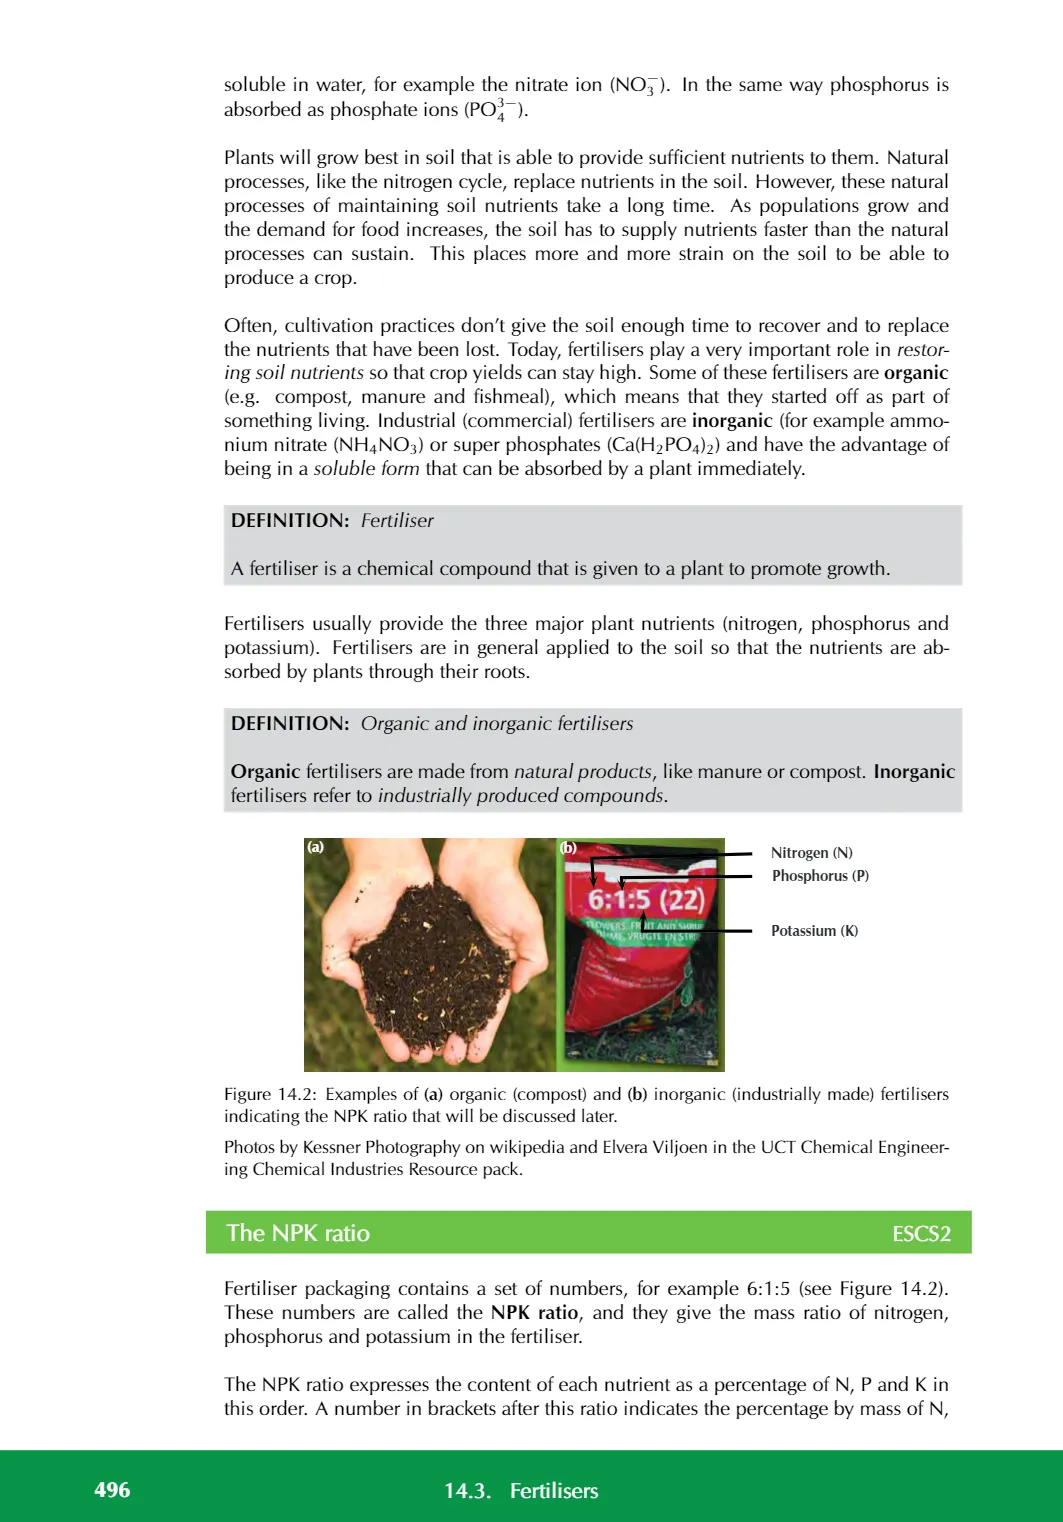 soluble in water, for example the nitrate ion (NO₃⁻). In the same way phosphorus is
absorbed as phosphate ions (PO₄³⁻).
Plants will grow best in soil that is able to provide sufficient nutrients to them. Natural
processes, like the nitrogen cycle, replace nutrients in the soil. However, these natural
processes of maintaining soil nutrients take a long time. As populations grow and
the demand for food increases, the soil has to supply nutrients faster than the natural
processes can sustain. This places more and more strain on the soil to be able to
produce a crop.
Often, cultivation practices don't give the soil enough time to recover and to replace
the nutrients that have been lost. Today, fertilisers play a very important role in restor-
ing soil nutrients so that crop yields can stay high. Some of these fertilisers are organic
(e.g. compost, manure and fishmeal), which means that they started off as part of
something living. Industrial (commercial) fertilisers are inorganic (for example ammo-
nium nitrate (NH₄NO₃) or super phosphates (Ca(H₂PO₄)₂) and have the advantage of
being in a soluble form that can be absorbed by a plant immediately.
DEFINITION: Fertiliser
A fertiliser is a chemical compound that is given to a plant to promote growth.
Fertilisers usually provide the three major plant nutrients (nitrogen, phosphorus and
potassium). Fertilisers are in general applied to the soil so that the nutrients are ab-
sorbed by plants through their roots.
DEFINITION: Organic and inorganic fertilisers
Organic fertilisers are made from natural products, like manure or compost. Inorganic
fertilisers refer to industrially produced compounds.
(a)
(b)
Nitrogen (N)
Phosphorus (P)
6:1:5 (22)
FLOWERS, FRUIT AND SHRU
VRUGTE EN
Potassium (K)
Figure 14.2: Examples of (a) organic (compost) and (b) inorganic (industrially made) fertilisers
indicating the NPK ratio that will be discussed later.
Photos by Kessner Photography on wikipedia and Elvera Viljoen in the UCT Chemical Engineer-
ing Chemical Industries Resource pack.
The NPK ratio ESCS2
Fertiliser packaging contains a set of numbers, for example 6:1:5 (see Figure 14.2).
These numbers are called the NPK ratio, and they give the mass ratio of nitrogen,
phosphorus and potassium in the fertiliser.
The NPK ratio expresses the content of each nutrient as a percentage of N, P and K in
this order. A number in brackets after this ratio indicates the percentage by mass of N,
496 14.3. Fertilisers